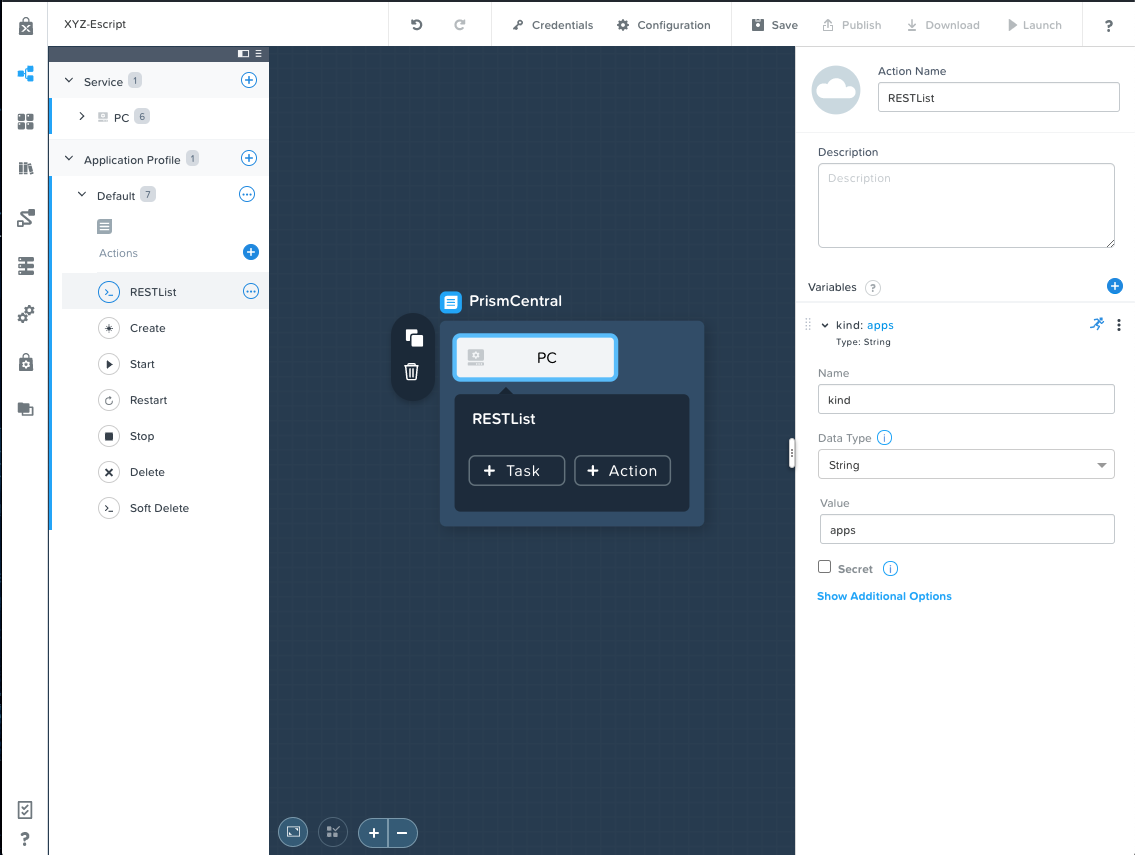 XYZ-Escript
Credentials
Configuration
Save
Publish
Download
Launch
?
Service 1
PC 6
Application Profile 1
Default 7
Actions
RESTList
Create
Start
Restart
Stop
Delete
Soft Delete
?
PrismCentral
PC
RESTList
+ Task
+ Action
Action Name
RESTList
Description
Description
Variables ?
kind: apps
Type: String
Name
kind
Data Type i
String
Value
apps
Secret i
Show Additional Options